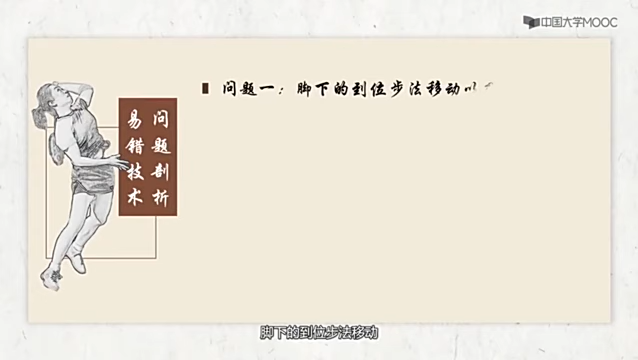 中国大学MOOC
问题一：脚下的到位步法移动
易错技术
问题剖析
脚下的到位步法移动